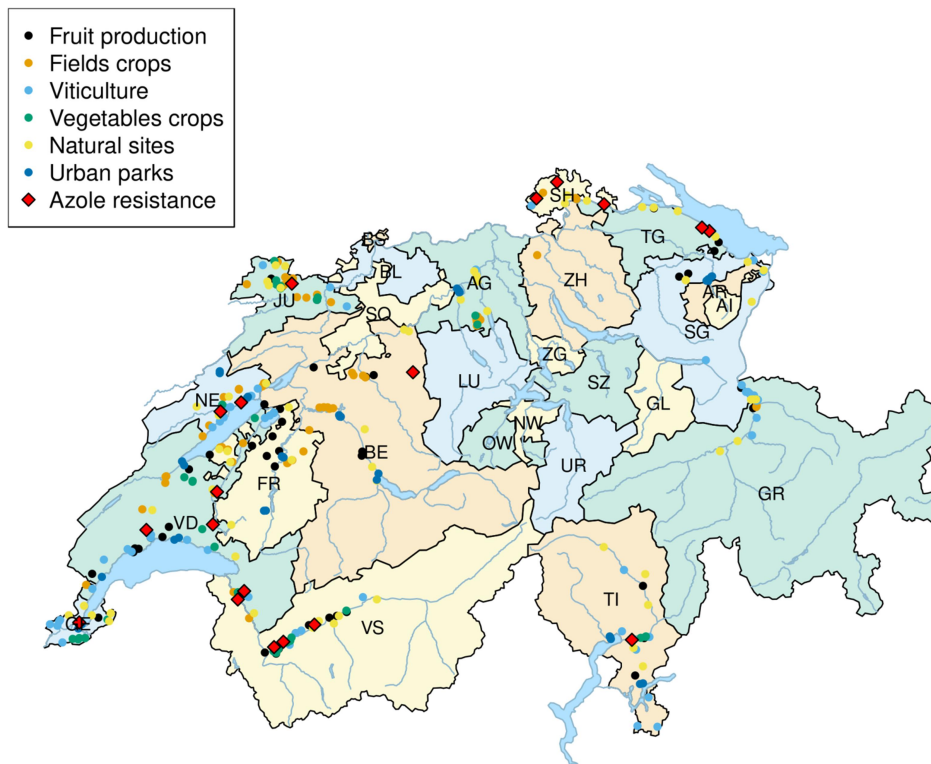 Fruit production
Fields crops
Viticulture
Vegetables crops
Natural sites
Urban parks
Azole resistance
SH
BS
TG
BL
AG
ZH
JU
AR
AI
SO
SG
ZG
LU
SZ
NE
GL
NW
OW
BE
UR
FR
GR
VD
TI
GE
VS